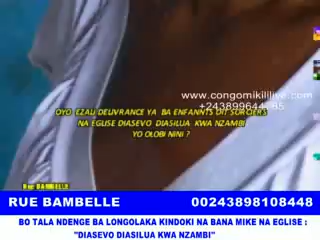 www.congomikililive.com
+243899644685
OYO EZALI DELIVRANCE YA BA ENFANNTS DIT SORCIERS
NA EGLISE DIASEVO DIASILUA KWA NZAMBI
YO OLOBI NINI ?
Rue BAMBELLE
RUE BAMBELLE 00243898108448
BO TALA NDENGE BA LONGOLAKA KINDOKI NA BANA MIKE NA EGLISE :
"DIASEVO DIASILUA KWA NZAMBI"